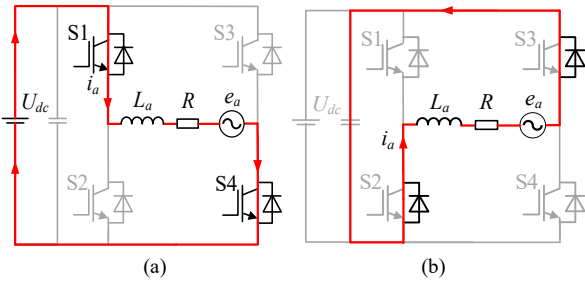 S1
S3
i_a
L_a
R
e_a
U_dc
S2
S4
(a)
S1
S3
U_dc
L_a
R
e_a
i_a
S2
S4
(b)